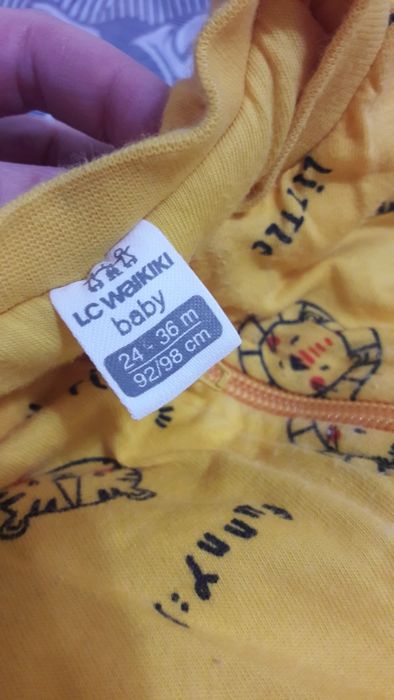 LC WAIKIKI
baby
24 - 36 m
92/98 cm
LiTTLe
FUNNY :)